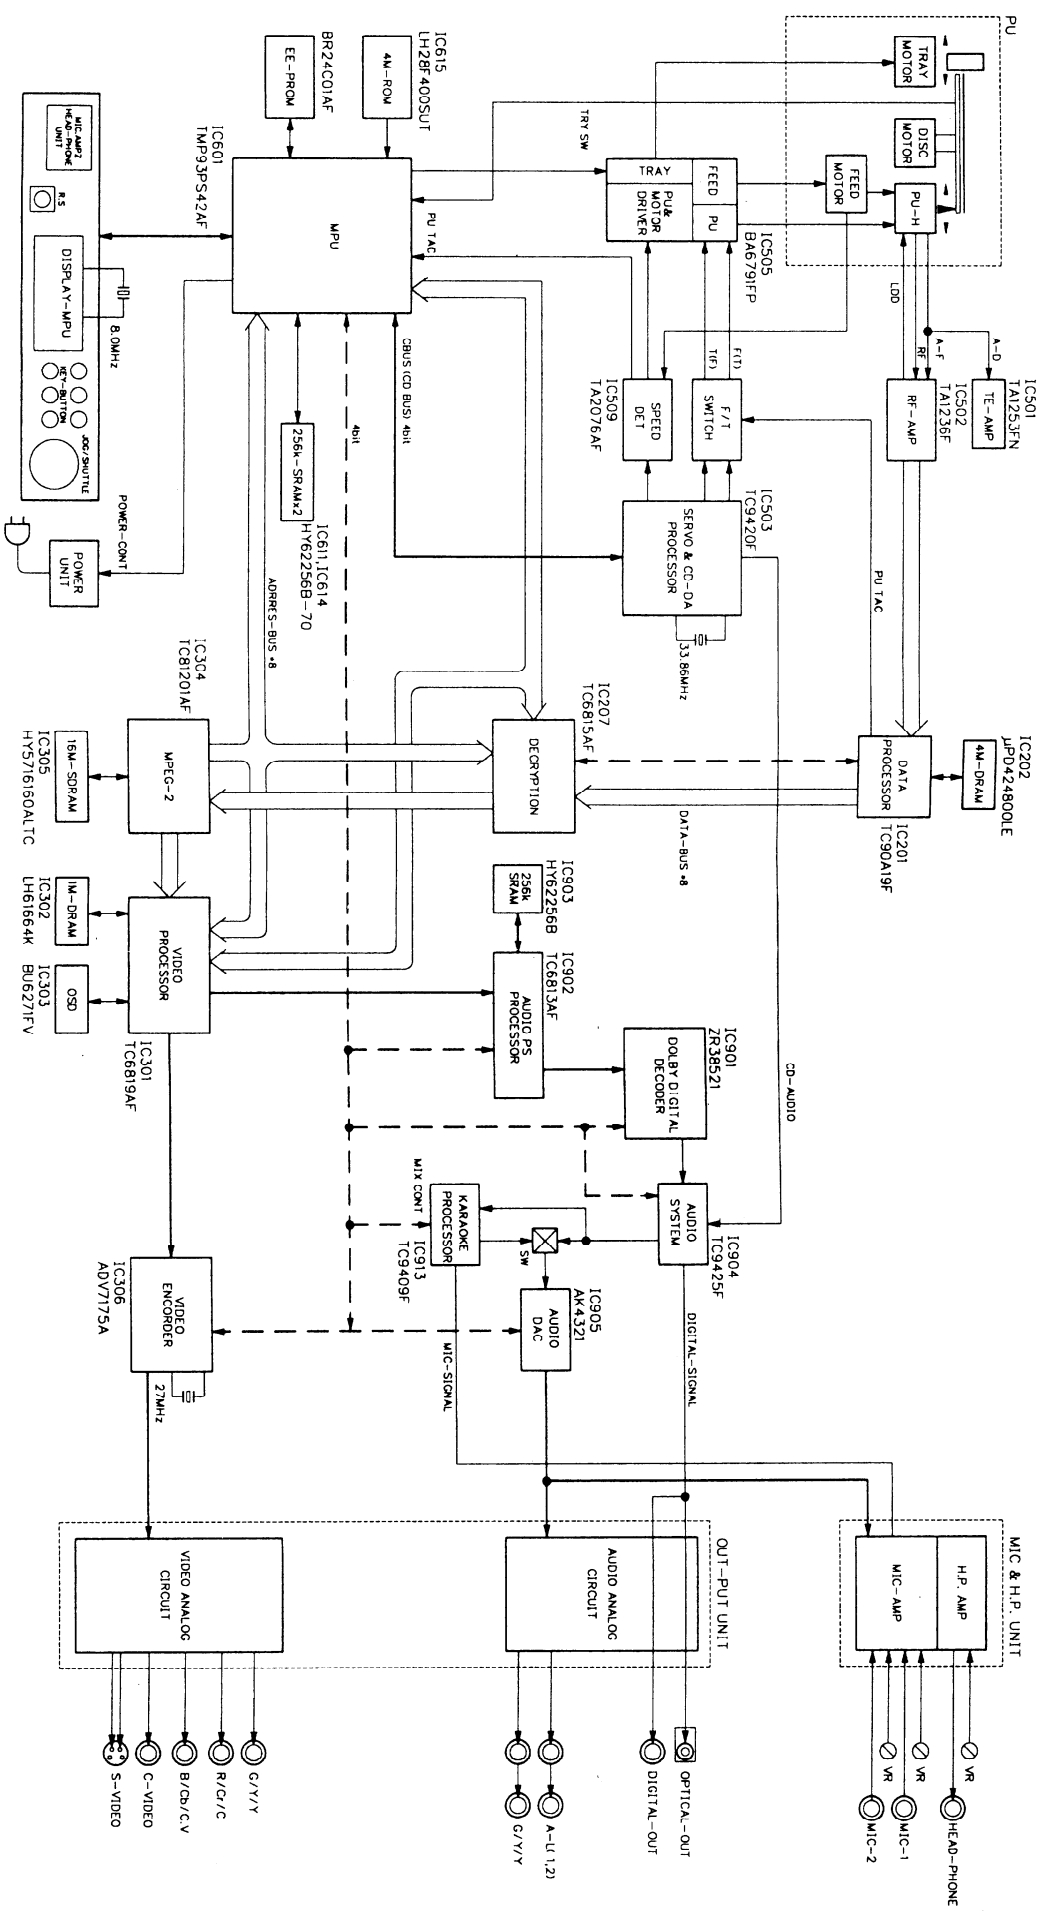 PU
TRAY
MOTOR
DISC
MOTOR
FEED
MOTOR
PU-H
LDD
RF
A-F
A-D
IC501
TA1253FN
TE-AMP
IC502
TA1236F
RF-AMP
PU TAC
IC202
µPD424800LE
4M-DRAM
DATA
PROCESSOR
IC201
TC90A19F
IC615
LH28F400SUT
4M-ROM
BR24C01AF
EE-PROM
TRY SW
TRAY
FEED
PU
PU&
MOTOR
DRIVER
IC505
BA6791FP
T(F)
F(T)
F/T
SWITCH
SPEED
DET
IC509
TA2076AF
IC503
TC9420F
SERVO & CD-DA
PROCESSOR
33.86MHz
IC601
TMP93PS42AF
MPU
PU TAC
CBUS (CD BUS) 4bit
4bit
256k-SRAMx2
IC611,IC614
HY62256B-70
ADRRES-BUS *8
MIC.AMP2
HEAD-PHONE
UNIT
R.S
DISPLAY-MPU
8.0MHz
KEY-BUTTON
JOG/SHUTTLE
POWER-CONT
POWER
UNIT
IC207
TC6815AF
DECRYPTION
DATA-BUS *8
IC304
TC81201AF
MPEG-2
16M-SDRAM
IC305
HY5716160ALTC
1M-DRAM
IC302
LH61664K
OSD
IC303
BU6271FV
VIDEO
PROCESSOR
IC301
TC6819AF
IC903
HY62256B
256k
SRAM
IC902
TC6813AF
AUDIO PS
PROCESSOR
IC901
ZR38521
DOLBY DIGITAL
DECODER
CD-AUDIO
AUDIO
SYSTEM
IC904
TC9425F
MIX CONT
KARAOKE
PROCESSOR
IC913
TC9409F
SW
IC905
AK4321
AUDIO
DAC
DIGITAL-SIGNAL
MIC-SIGNAL
VIDEO
ENCORDER
IC306
ADV7175A
27MHz
MIC & H.P. UNIT
H.P. AMP
MIC-AMP
VR
HEAD-PHONE
VR
MIC-1
VR
MIC-2
OUT-PUT UNIT
AUDIO ANALOG
CIRCUIT
OPTICAL-OUT
DIGITAL-OUT
A-L(1,2)
G/Y/Y
VIDEO ANALOG
CIRCUIT
G/Y/Y
R/Cr/C
B/Cb/C.V
C-VIDEO
S-VIDEO